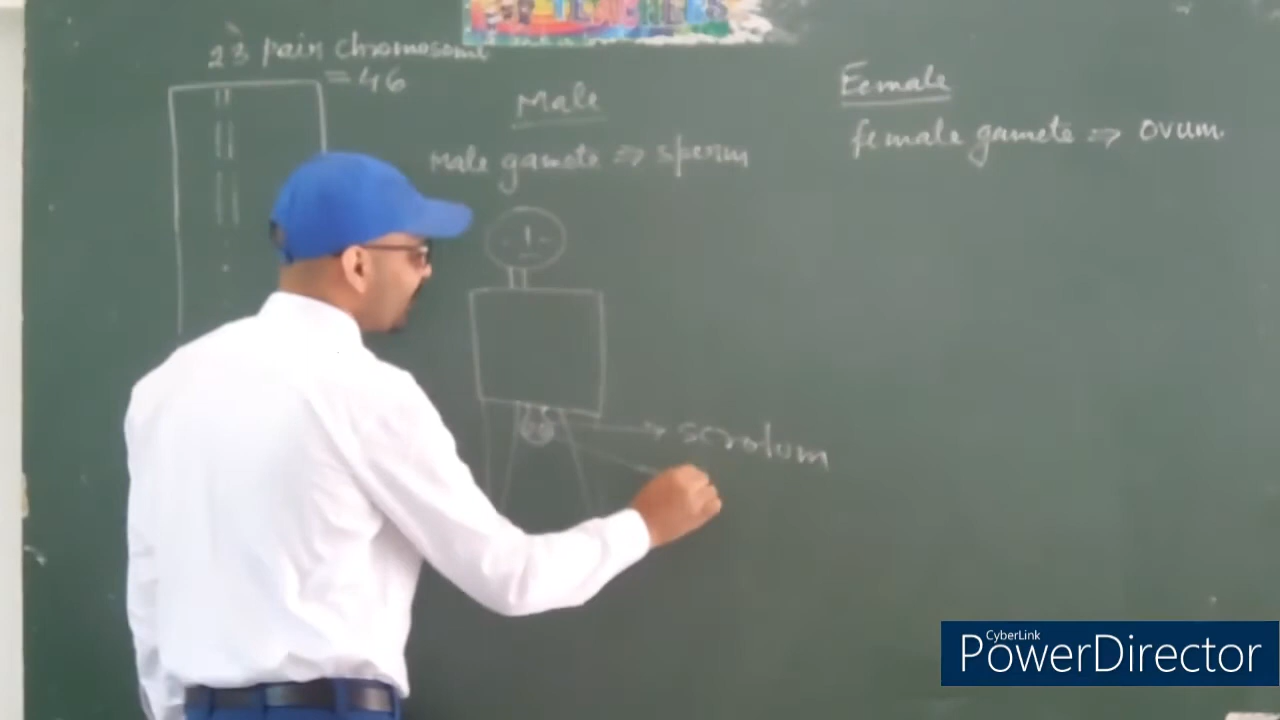 23 pair chromosome
= 46
Male
Male gamete ⇒ sperm
Female
female gamete ⇒ ovum.
scrotum
CyberLink
PowerDirector